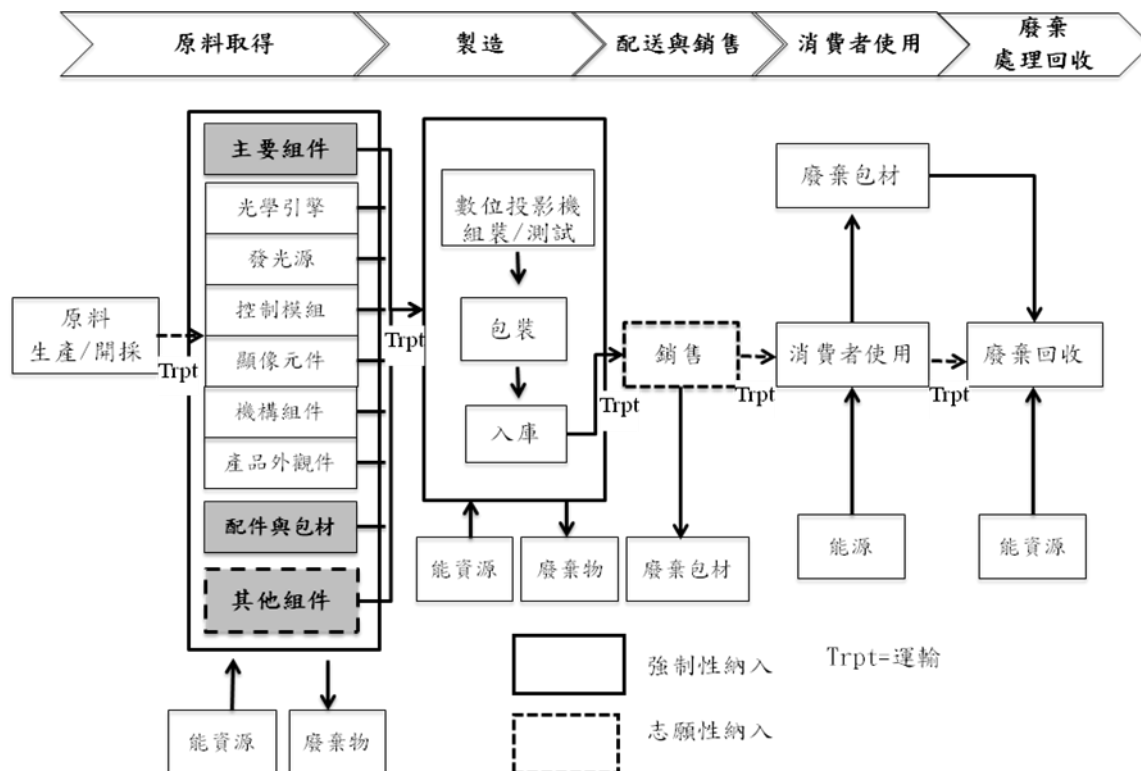 原料取得
製造
配送與銷售
消費者使用
廢棄
處理回收
主要組件
光學引擎
發光源
控制模組
顯像元件
機構組件
產品外觀件
配件與包材
其他組件
原料
生產/開採
Trpt
能資源
廢棄物
Trpt
數位投影機
組裝/測試
包裝
入庫
能資源
廢棄物
Trpt
銷售
廢棄包材
Trpt
廢棄包材
消費者使用
能源
Trpt
廢棄回收
能資源
強制性納入
志願性納入
Trpt=運輸